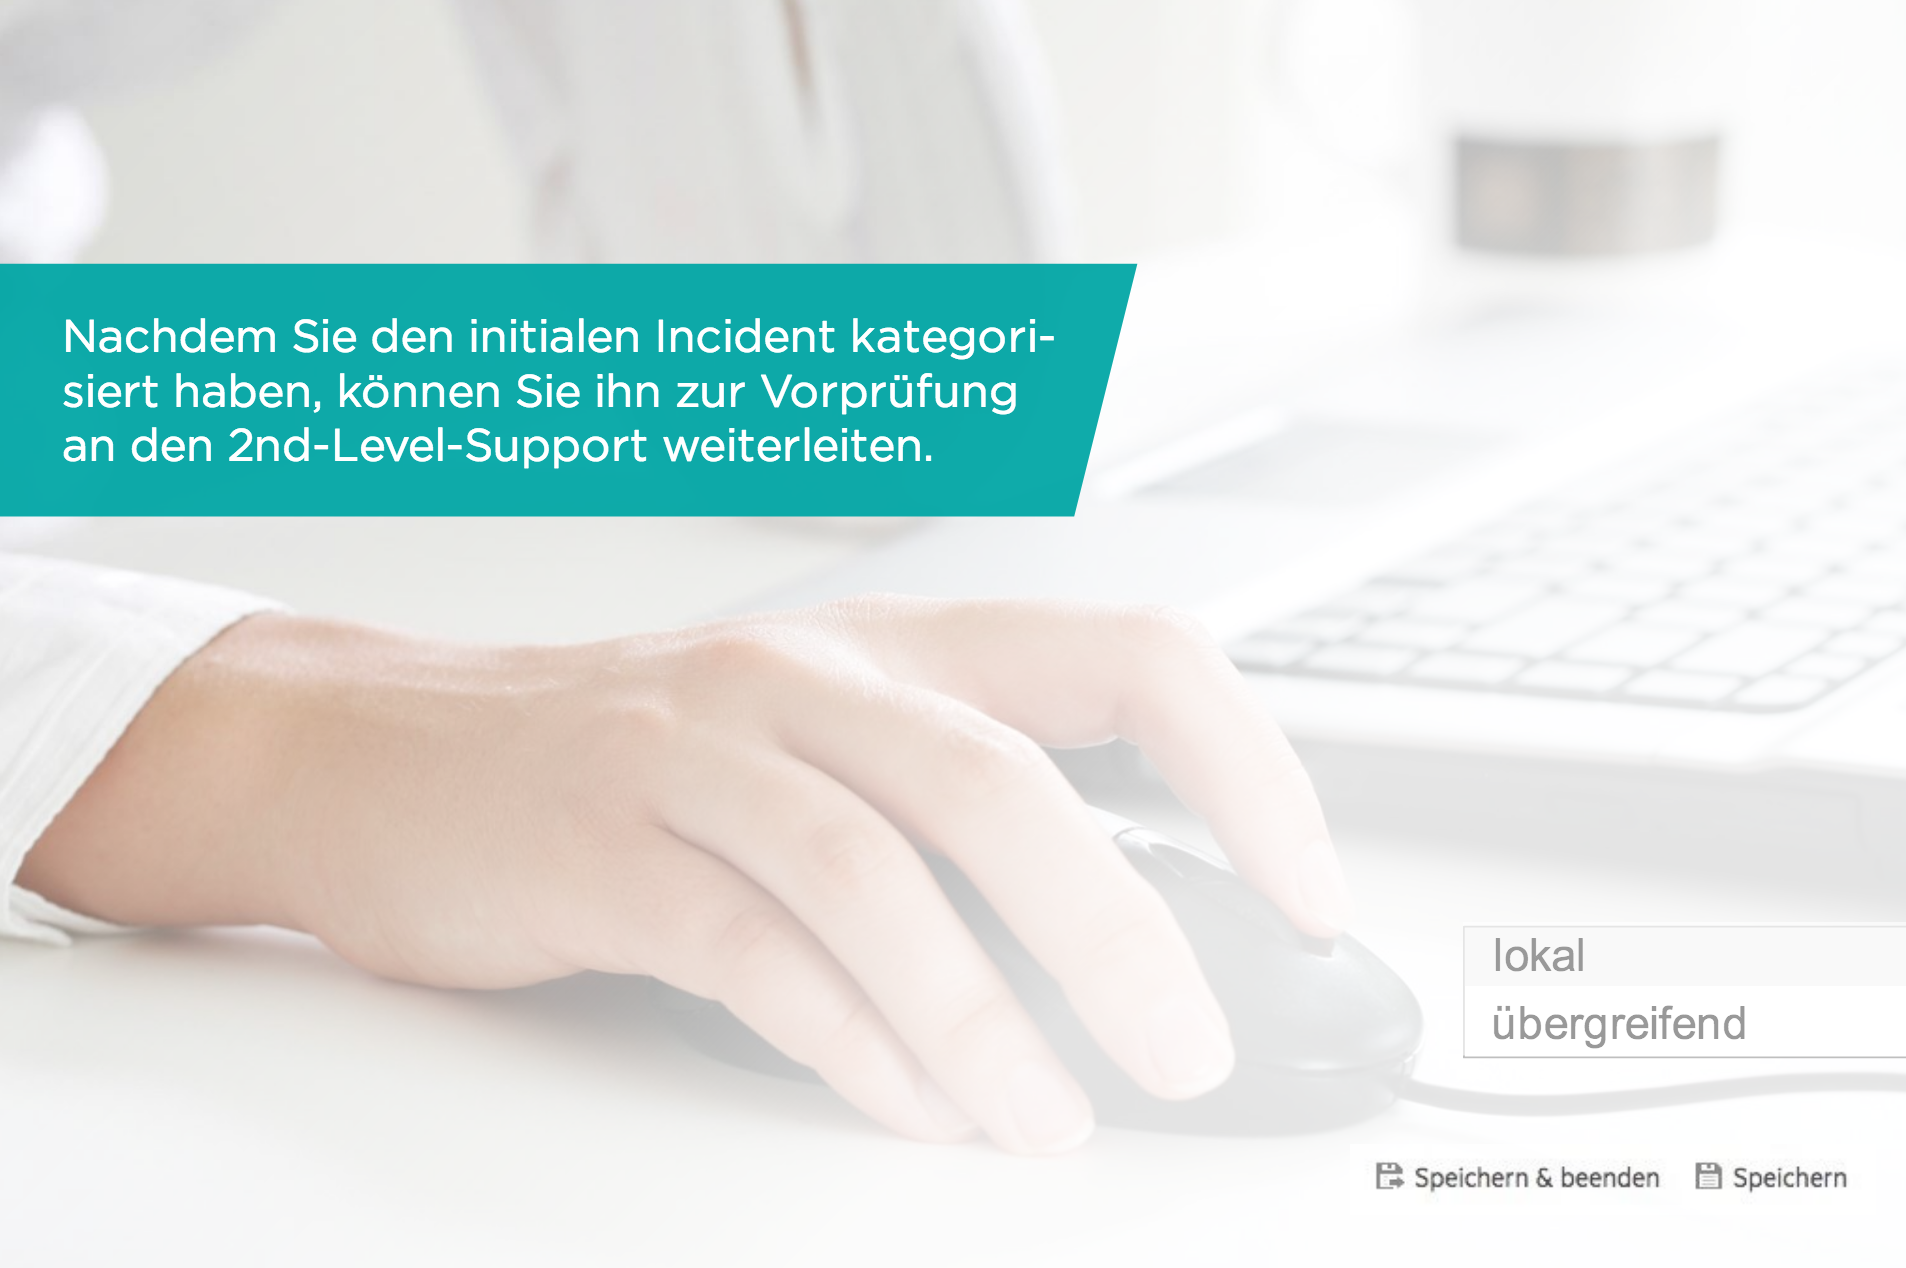 Nachdem Sie den initialen Incident kategori-
siert haben, können Sie ihn zur Vorprüfung
an den 2nd-Level-Support weiterleiten.
lokal
übergreifend
Speichern & beenden Speichern